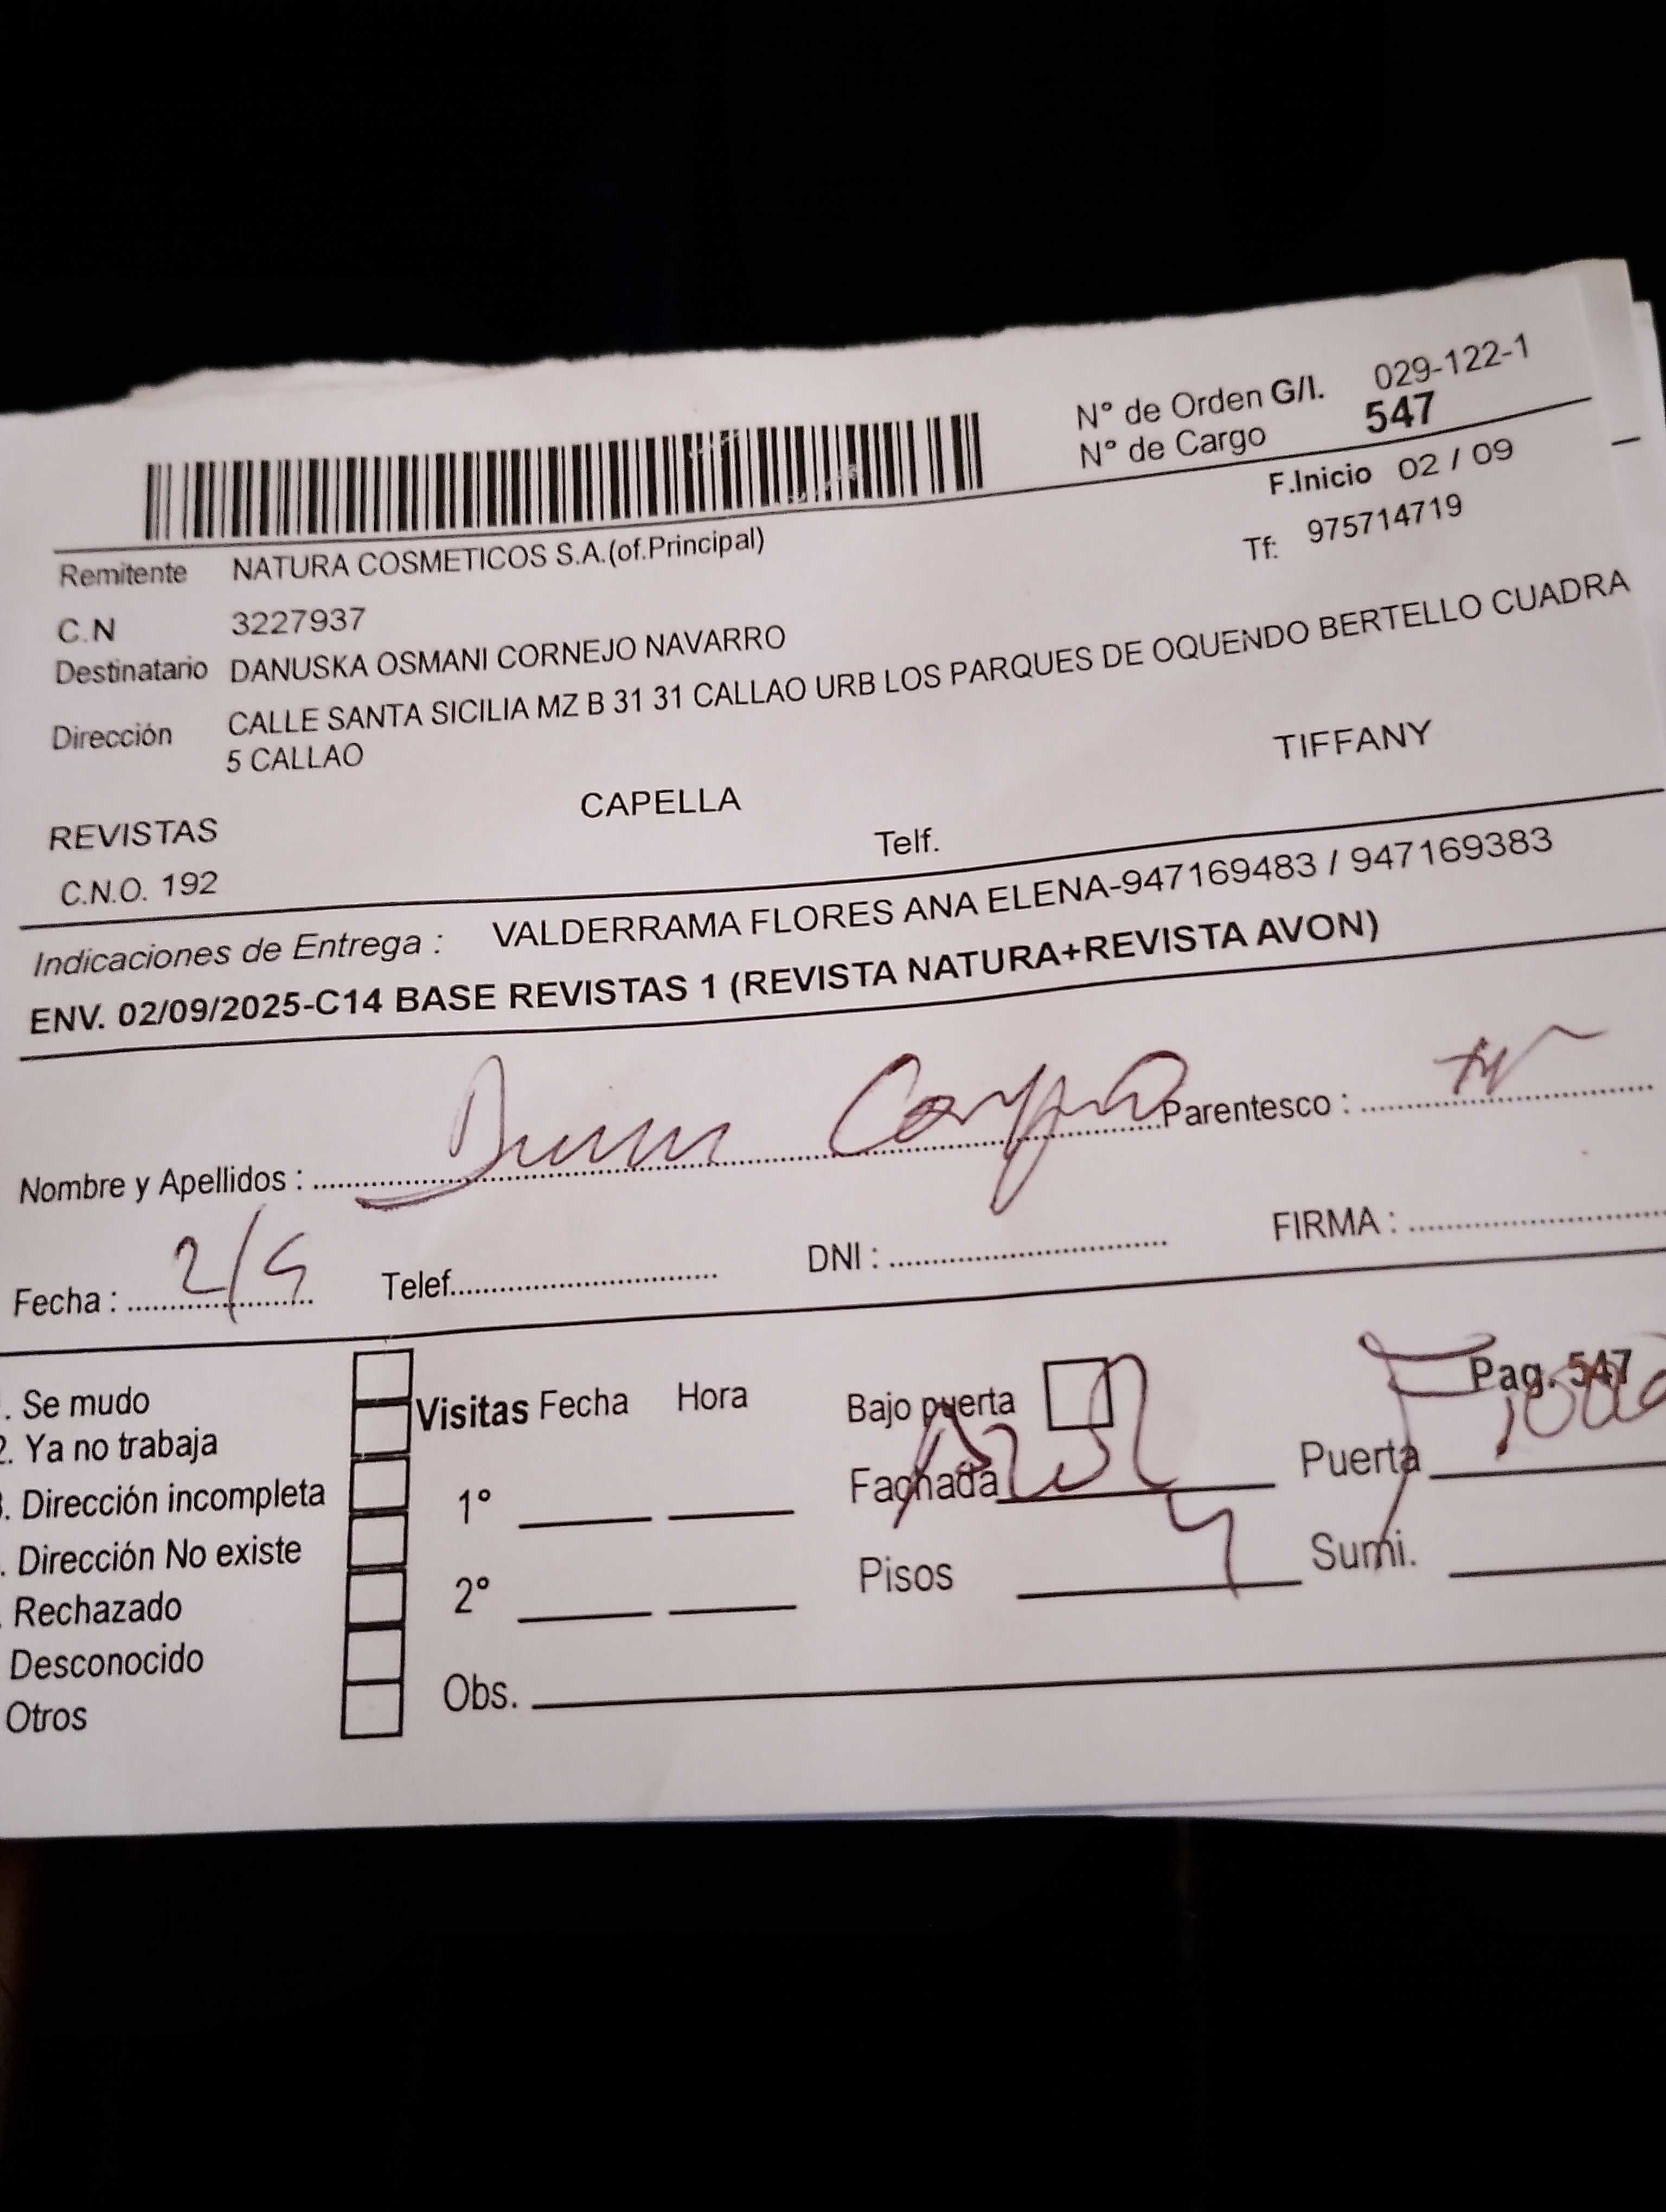 N° de Orden G/I. 029-122-1
N° de Cargo 547
F.Inicio 02 / 09
Remitente NATURA COSMETICOS S.A.(of.Principal)
Tf: 975714719
C.N 3227937
Destinatario DANUSKA OSMANI CORNEJO NAVARRO
Dirección CALLE SANTA SICILIA MZ B 31 31 CALLAO URB LOS PARQUES DE OQUENDO BERTELLO CUADRA
5 CALLAO
REVISTAS CAPELLA TIFFANY
C.N.O. 192 Telf.
Indicaciones de Entrega : VALDERRAMA FLORES ANA ELENA-947169483 / 947169383
ENV. 02/09/2025-C14 BASE REVISTAS 1 (REVISTA NATURA+REVISTA AVON)
Nombre y Apellidos : Parentesco :
Fecha : 2/9 Telef. DNI : FIRMA :
. Se mudo
2. Ya no trabaja
. Dirección incompleta
. Dirección No existe
. Rechazado
Desconocido
Otros
Visitas Fecha Hora
1°
2°
Obs.
Bajo puerta Pag. 547
Fachada Puerta
Pisos Sumi.